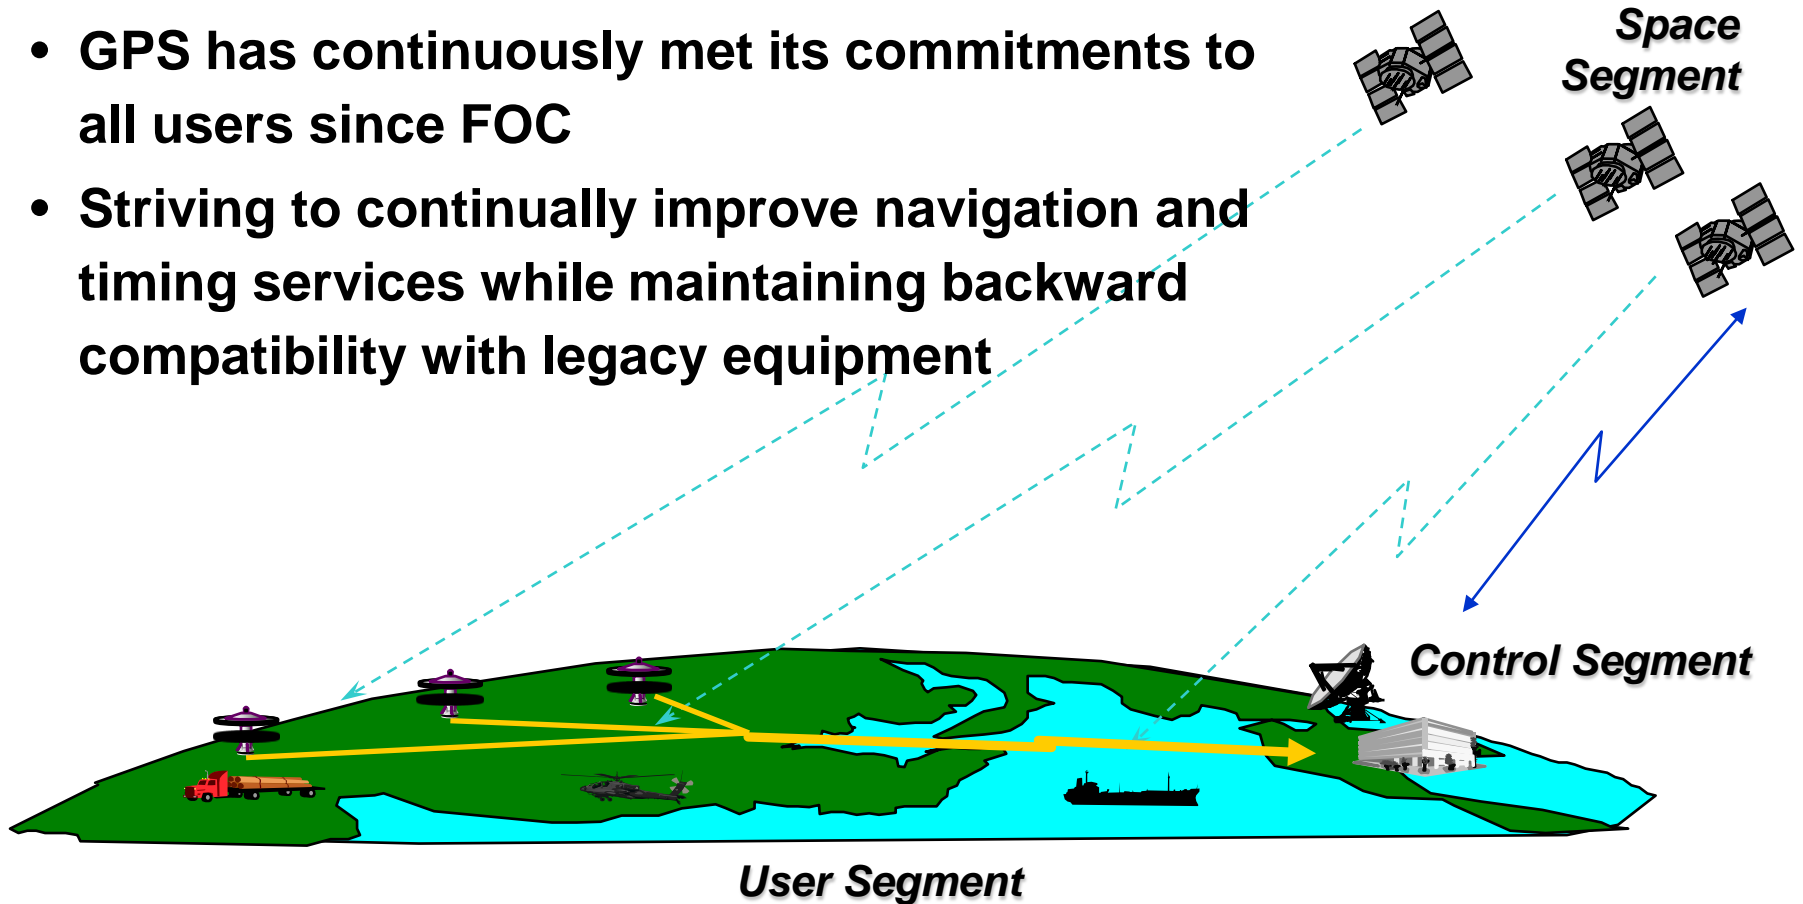 • GPS has continuously met its commitments to
all users since FOC
• Striving to continually improve navigation and
timing services while maintaining backward
compatibility with legacy equipment
Space
Segment
Control Segment
User Segment